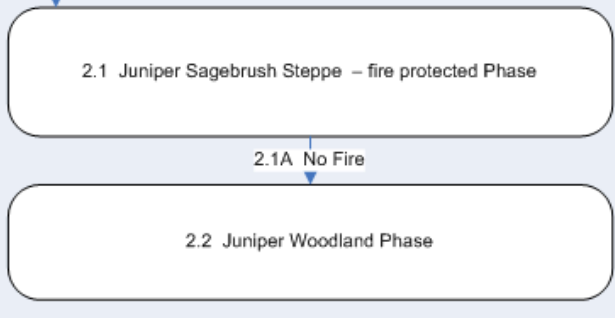 2.1 Juniper Sagebrush Steppe – fire protected Phase
2.1A No Fire
2.2 Juniper Woodland Phase